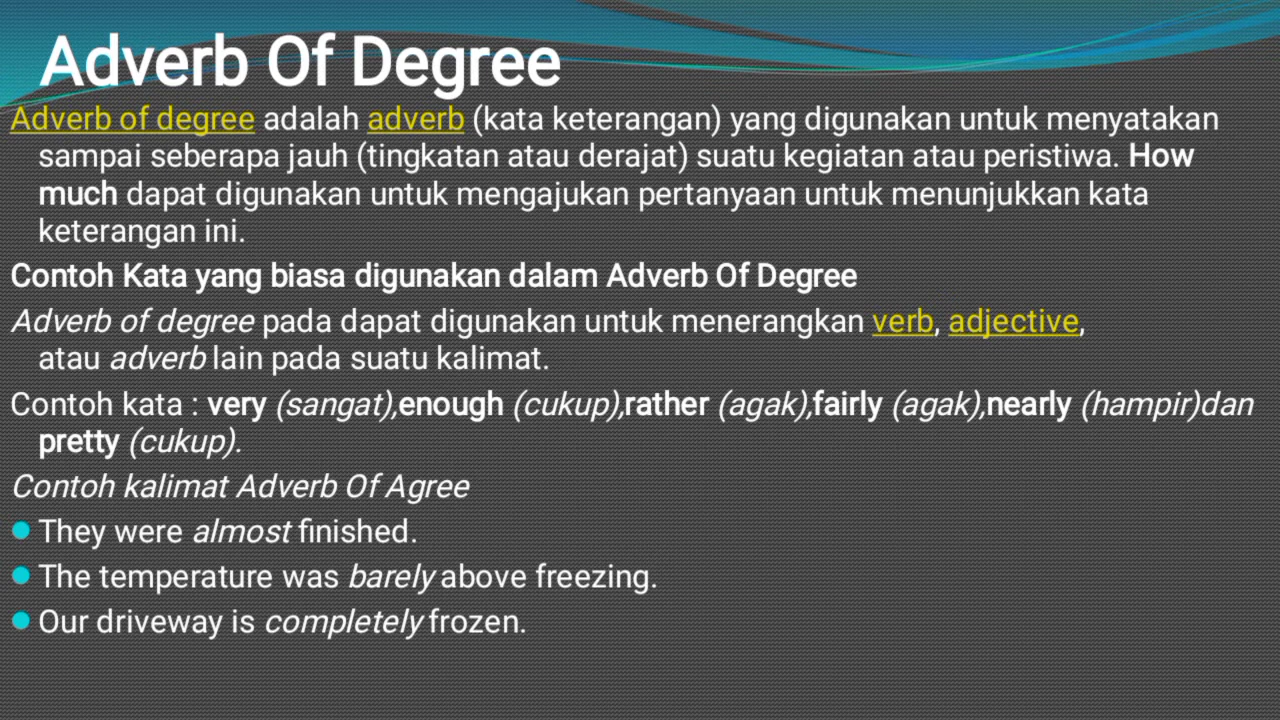 Adverb Of Degree
Adverb of degree adalah adverb (kata keterangan) yang digunakan untuk menyatakan
sampai seberapa jauh (tingkatan atau derajat) suatu kegiatan atau peristiwa. How
much dapat digunakan untuk mengajukan pertanyaan untuk menunjukkan kata
keterangan ini.
Contoh Kata yang biasa digunakan dalam Adverb Of Degree
Adverb of degree pada dapat digunakan untuk menerangkan verb, adjective,
atau adverb lain pada suatu kalimat.
Contoh kata : very (sangat),enough (cukup),rather (agak),fairly (agak),nearly (hampir)dan
pretty (cukup).
Contoh kalimat Adverb Of Agree
They were almost finished.
The temperature was barely above freezing.
Our driveway is completely frozen.